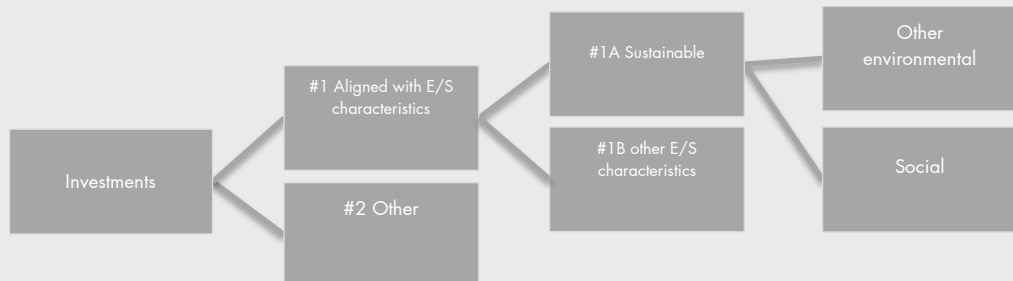 Investments
#1 Aligned with E/S
characteristics
#2 Other
#1A Sustainable
#1B other E/S
characteristics
Other
environmental
Social